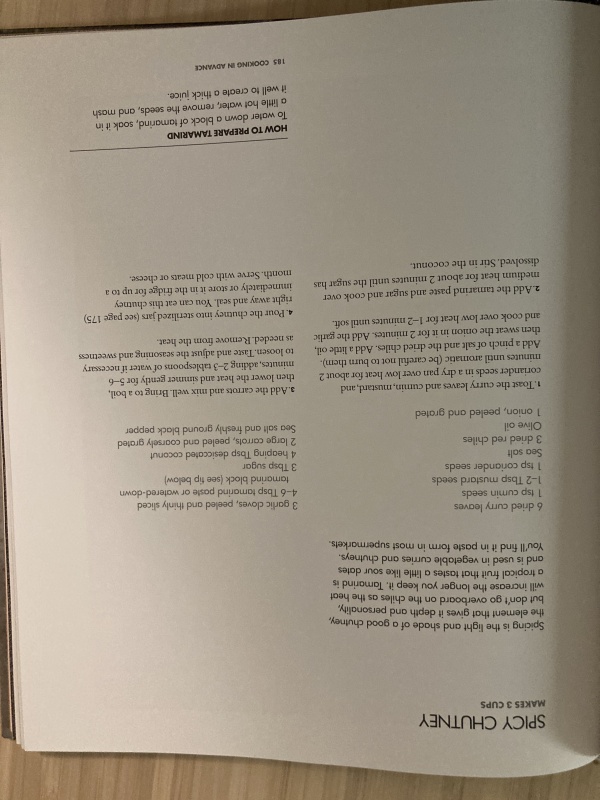 SPICY CHUTNEY
MAKES 3 CUPS
Spicing is the light and shade of a good chutney,
the element that gives it depth and personality,
but don't go overboard on the chiles as the heat
will increase the longer you keep it. Tamarind is
a tropical fruit that tastes a little like sour dates
and is used in vegetable curries and chutneys.
You'll find it in paste form in most supermarkets.
6 dried curry leaves
1 tsp cumin seeds
1–2 Tbsp mustard seeds
1 tsp coriander seeds
Sea salt
3 dried red chiles
Olive oil
1 onion, peeled and grated
3 garlic cloves, peeled and thinly sliced
4–6 Tbsp tamarind paste or watered-down
tamarind block (see tip below)
3 Tbsp sugar
4 heaping Tbsp desiccated coconut
2 large carrots, peeled and coarsely grated
Sea salt and freshly ground black pepper
1. Toast the curry leaves and cumin, mustard, and
coriander seeds in a dry pan over low heat for about 2
minutes until aromatic (be careful not to burn them).
Add a pinch of salt and the dried chiles. Add a little oil,
then sweat the onion in it for 2 minutes. Add the garlic
and cook over low heat for 1–2 minutes until soft.
2. Add the tamarind paste and sugar and cook over
medium heat for about 2 minutes until the sugar has
dissolved. Stir in the coconut.
3. Add the carrots and mix well. Bring to a boil,
then lower the heat and simmer gently for 5–6
minutes, adding 2–3 tablespoons of water if necessary
to loosen. Taste and adjust the seasoning and sweetness
as needed. Remove from the heat.
4. Pour the chutney into sterilized jars (see page 175)
right away and seal. You can eat this chutney
immediately or store it in the fridge for up to a
month. Serve with cold meats or cheese.
HOW TO PREPARE TAMARIND
To water down a block of tamarind, soak it in
a little hot water, remove the seeds, and mash
it well to create a thick juice.
185 COOKING IN ADVANCE